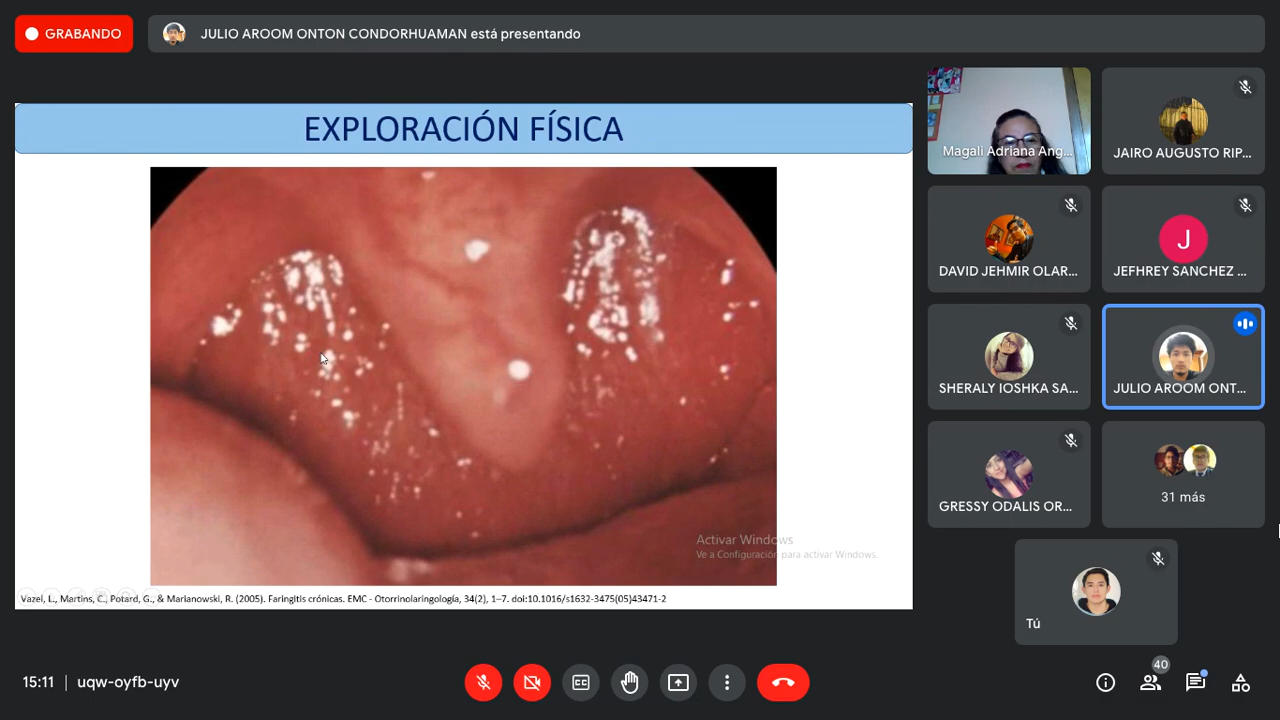 GRABANDO
JULIO AROOM ONTON CONDORHUAMAN está presentando
EXPLORACIÓN FÍSICA
Activar Windows
Ve a Configuración para activar Windows.
Vazel, L., Martins, C., Potard, G., & Marianowski, R. (2005). Faringitis crónicas. EMC - Otorrinolaringología, 34(2), 1–7. doi:10.1016/s1632-3475(05)43471-2
Magali Adriana Ang...
JAIRO AUGUSTO RIP...
DAVID JEHMIR OLAR...
J
JEFHREY SANCHEZ ...
SHERALY IOSHKA SA...
JULIO AROOM ONT...
GRESSY ODALIS OR...
31 más
Tú
15:11 | uqw-oyfb-uyv
CC
40